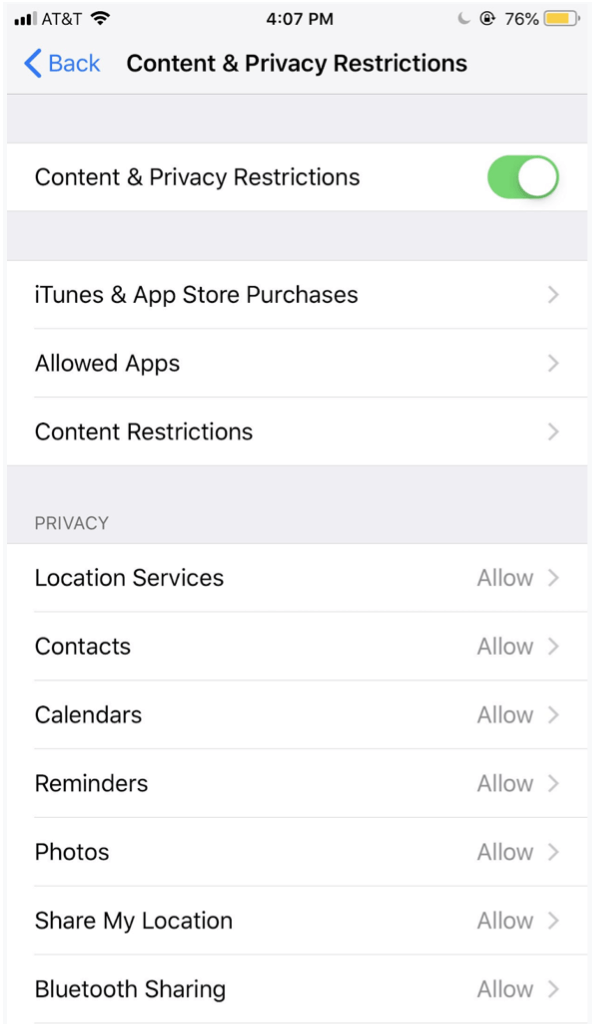 AT&T 4:07 PM 76%
Back Content & Privacy Restrictions
Content & Privacy Restrictions
iTunes & App Store Purchases
Allowed Apps
Content Restrictions
PRIVACY
Location Services Allow
Contacts Allow
Calendars Allow
Reminders Allow
Photos Allow
Share My Location Allow
Bluetooth Sharing Allow